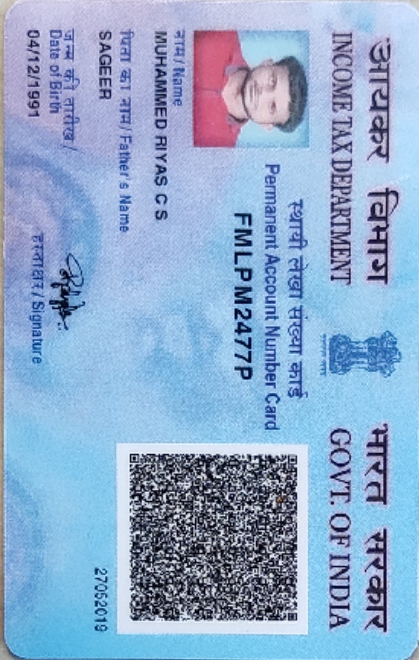 आयकर विभाग
INCOME TAX DEPARTMENT
भारत सरकार
GOVT. OF INDIA
स्थायी लेखा संख्या कार्ड
Permanent Account Number Card
FMLPM2477P
नाम / Name
MUHAMMED RIYAS C S
पिता का नाम / Father's Name
SAGEER
जन्म की तारीख /
Date of Birth
04/12/1991
हस्ताक्षर / Signature
27052019